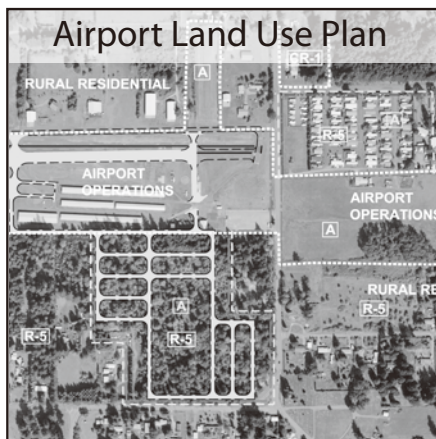 Airport Land Use Plan
CR-1
A
RURAL RESIDENTIAL
A
R-5
AIRPORT
OPERATIONS
AIRPORT
OPERATIONS
A
RURAL RE
R-5
A
R-5
R-5